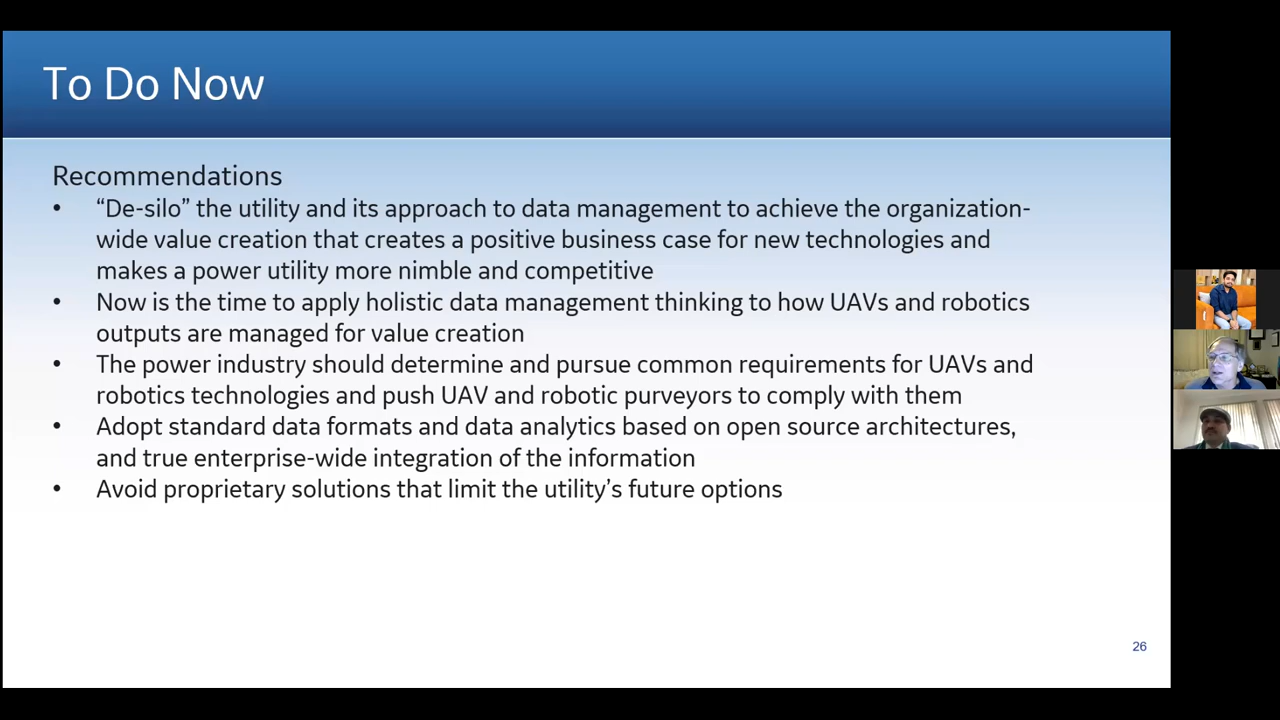 To Do Now
Recommendations
• “De-silo” the utility and its approach to data management to achieve the organization-
wide value creation that creates a positive business case for new technologies and
makes a power utility more nimble and competitive
• Now is the time to apply holistic data management thinking to how UAVs and robotics
outputs are managed for value creation
• The power industry should determine and pursue common requirements for UAVs and
robotics technologies and push UAV and robotic purveyors to comply with them
• Adopt standard data formats and data analytics based on open source architectures,
and true enterprise-wide integration of the information
• Avoid proprietary solutions that limit the utility’s future options
26